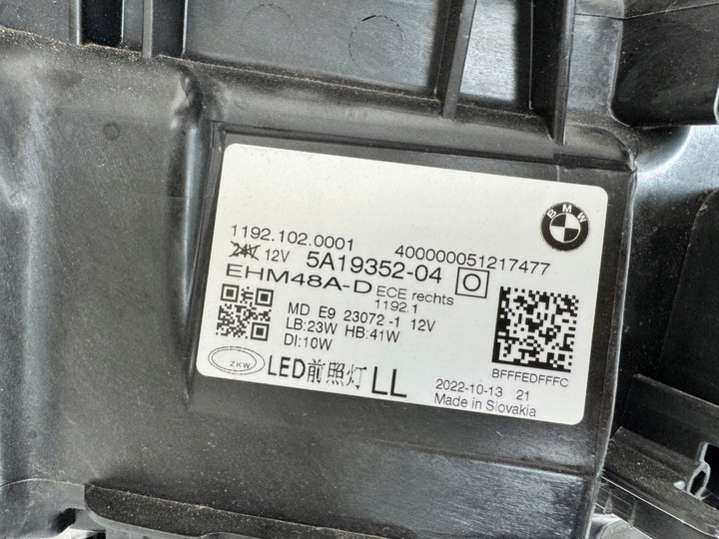 BMW
1192.102.0001
400000051217477
24V 12V 5A19352-04
EHM48A-D ECE rechts
1192.1
MD E9 23072-1 12V
LB:23W HB:41W
DI:10W
BFFFEDFFFC
2KW LED前照灯 LL
2022-10-13 21
Made in Slovakia